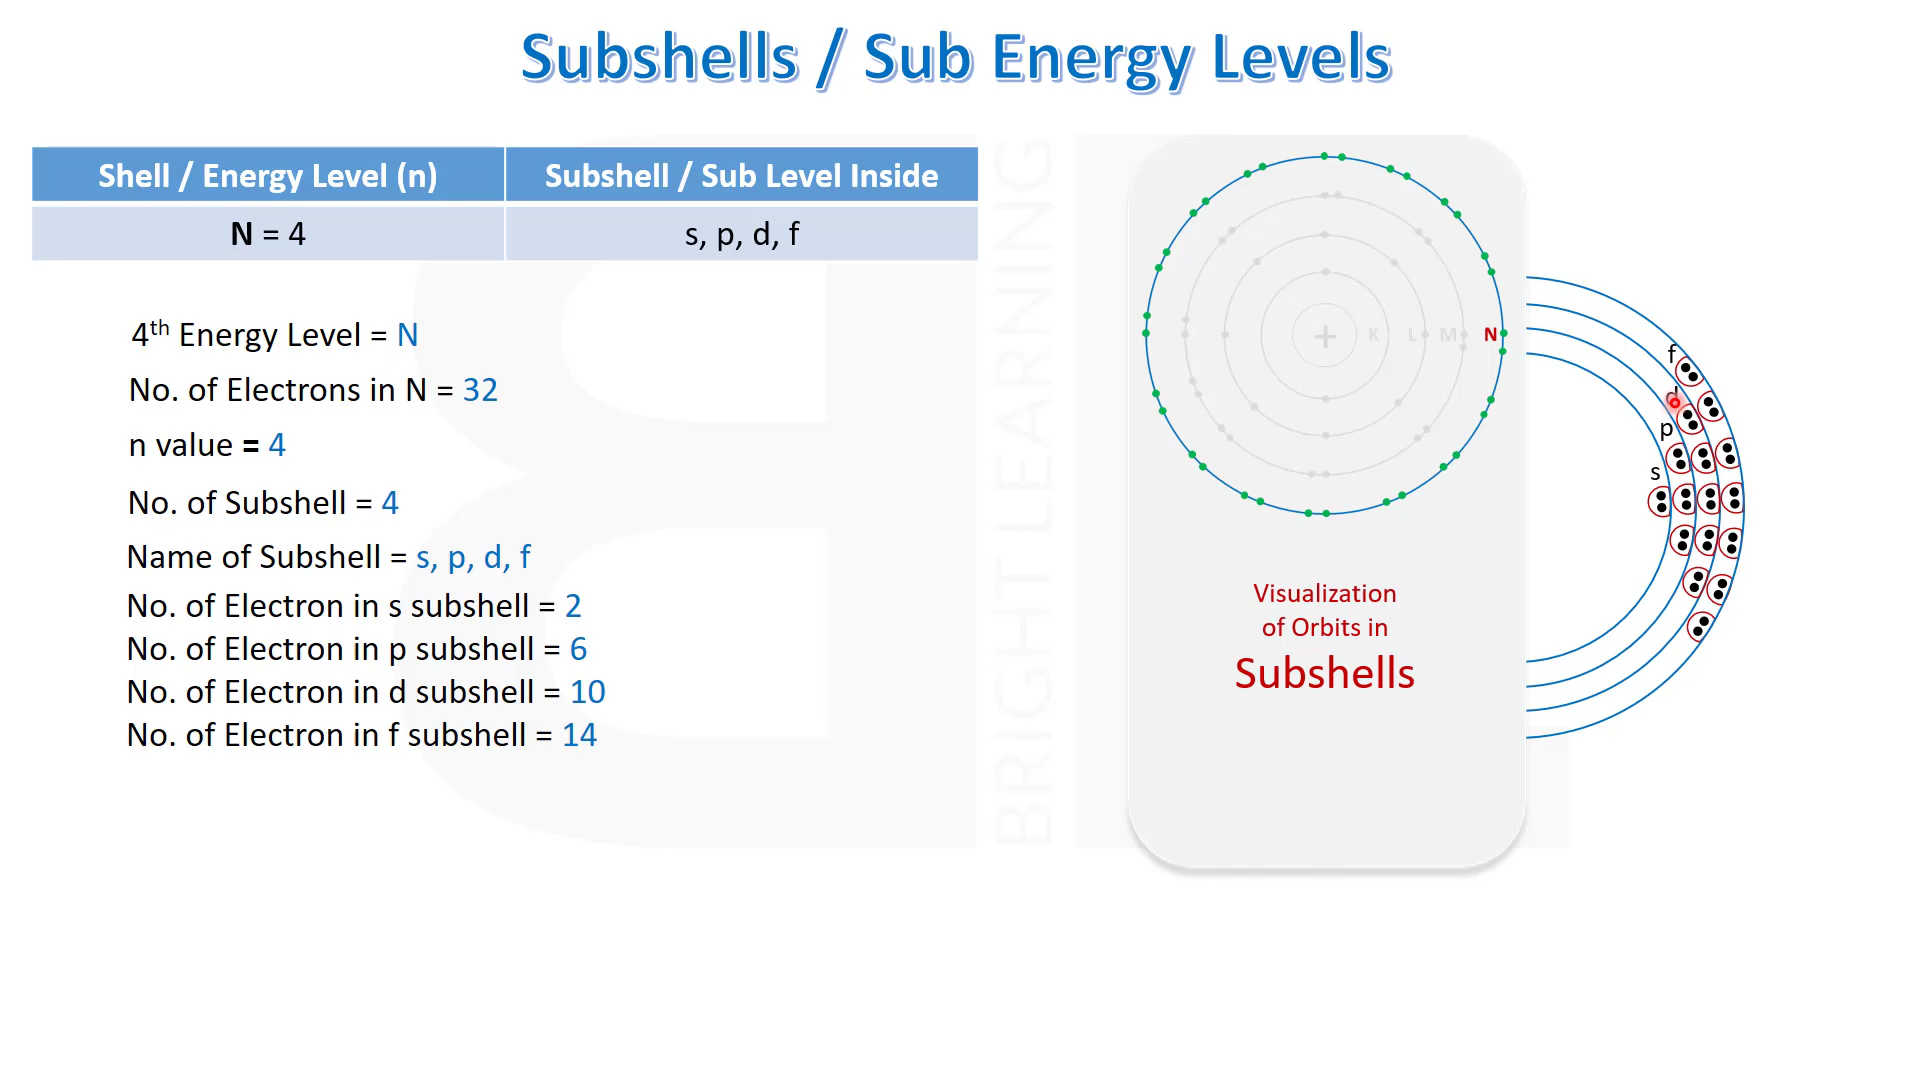 Subshells / Sub Energy Levels
Shell / Energy Level (n) Subshell / Sub Level Inside
N = 4 s, p, d, f
4th Energy Level = N
No. of Electrons in N = 32
n value = 4
No. of Subshell = 4
Name of Subshell = s, p, d, f
No. of Electron in s subshell = 2
No. of Electron in p subshell = 6
No. of Electron in d subshell = 10
No. of Electron in f subshell = 14
BRIGHT LEARNING
+ K L M N
Visualization
of Orbits in
Subshells
f
d
p
s